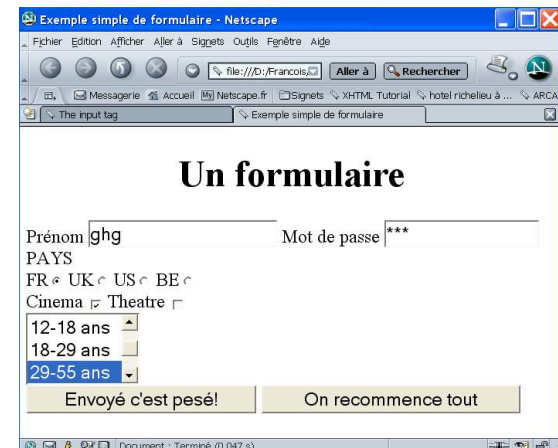 Exemple simple de formulaire - Netscape
Fichier Edition Afficher Aller à Signets Outils Fenêtre Aide
file:///D:/Francois/ Aller à Rechercher
Messagerie Accueil Netscape.fr Signets XHTML Tutorial hotel richelieu à ... ARCA
The input tag Exemple simple de formulaire
Un formulaire
Prénom ghg Mot de passe ***
PAYS
FR UK US BE
Cinema Theatre
12-18 ans
18-29 ans
29-55 ans
Envoyé c'est pesé! On recommence tout
Document : Terminé (0.047 s)